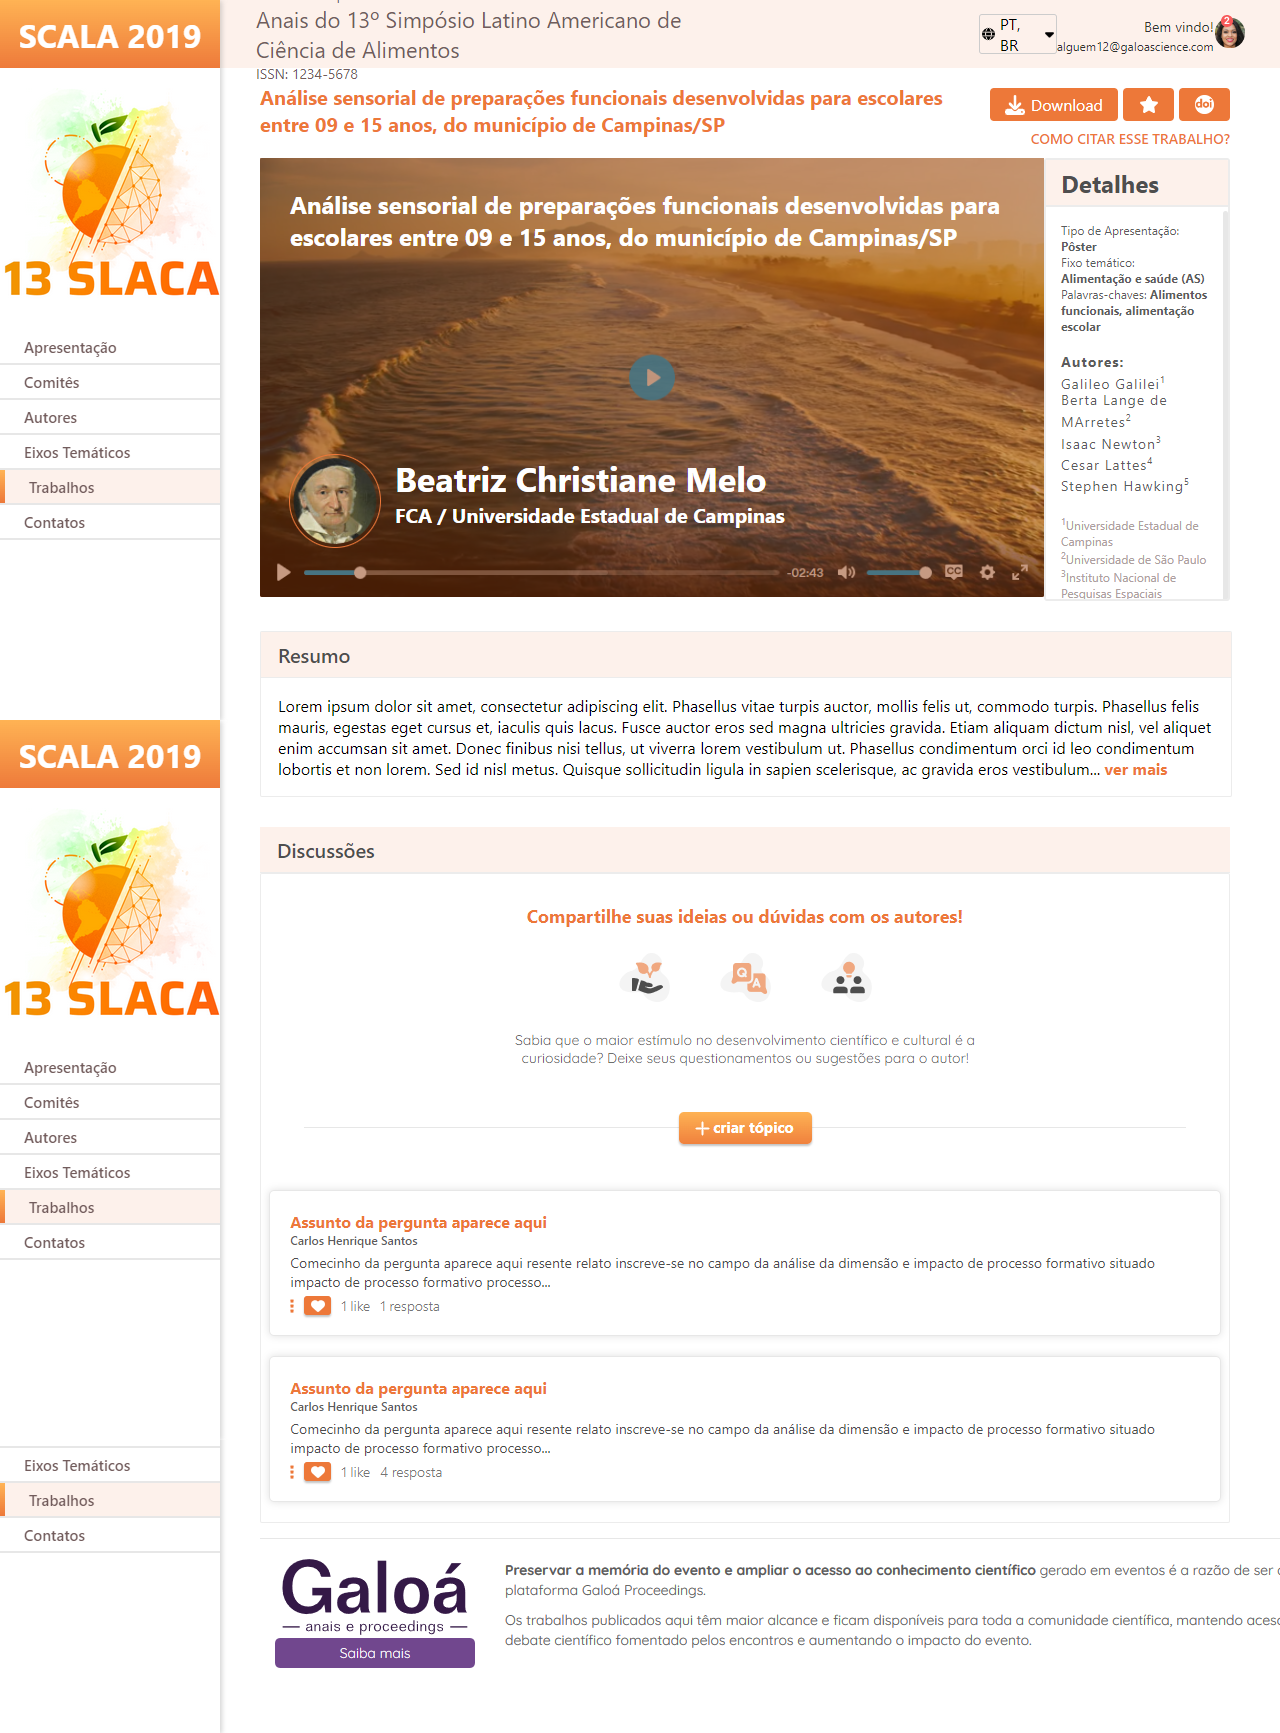 SCALA 2019
Anais do 13º Simpósio Latino Americano de
Ciência de Alimentos
ISSN: 1234-5678
PT,
BR
Bem vindo!
alguem12@galoascience.com
2
13 SLACA
Apresentação
Comitês
Autores
Eixos Temáticos
Trabalhos
Contatos
Análise sensorial de preparações funcionais desenvolvidas para escolares
entre 09 e 15 anos, do município de Campinas/SP
Download
doi
COMO CITAR ESSE TRABALHO?
Análise sensorial de preparações funcionais desenvolvidas para
escolares entre 09 e 15 anos, do município de Campinas/SP
Beatriz Christiane Melo
FCA / Universidade Estadual de Campinas
-02:43
CC
Detalhes
Tipo de Apresentação:
Pôster
Fixo temático:
Alimentação e saúde (AS)
Palavras-chaves: Alimentos
funcionais, alimentação
escolar
Autores:
Galileo Galilei1
Berta Lange de
MArretes2
Isaac Newton3
Cesar Lattes4
Stephen Hawking5
1Universidade Estadual de
Campinas
2Universidade de São Paulo
3Instituto Nacional de
Pesquisas Espaciais
Resumo
Lorem ipsum dolor sit amet, consectetur adipiscing elit. Phasellus vitae turpis auctor, mollis felis ut, commodo turpis. Phasellus felis
mauris, egestas eget cursus et, iaculis quis lacus. Fusce auctor eros sed magna ultricies gravida. Etiam aliquam dictum nisl, vel aliquet
enim accumsan sit amet. Donec finibus nisi tellus, ut viverra lorem vestibulum ut. Phasellus condimentum orci id leo condimentum
lobortis et non lorem. Sed id nisl metus. Quisque sollicitudin ligula in sapien scelerisque, ac gravida eros vestibulum... ver mais
SCALA 2019
13 SLACA
Apresentação
Comitês
Autores
Eixos Temáticos
Trabalhos
Contatos
Discussões
Compartilhe suas ideias ou dúvidas com os autores!
Q
A
Sabia que o maior estímulo no desenvolvimento científico e cultural é a
curiosidade? Deixe seus questionamentos ou sugestões para o autor!
criar tópico
Assunto da pergunta aparece aqui
Carlos Henrique Santos
Comecinho da pergunta aparece aqui resente relato inscreve-se no campo da análise da dimensão e impacto de processo formativo situado
impacto de processo formativo processo...
1 like 1 resposta
Assunto da pergunta aparece aqui
Carlos Henrique Santos
Comecinho da pergunta aparece aqui resente relato inscreve-se no campo da análise da dimensão e impacto de processo formativo situado
impacto de processo formativo processo...
1 like 4 resposta
Eixos Temáticos
Trabalhos
Contatos
Galoá
anais e proceedings
Saiba mais
Preservar a memória do evento e ampliar o acesso ao conhecimento científico gerado em eventos é a razão de ser
plataforma Galoá Proceedings.
Os trabalhos publicados aqui têm maior alcance e ficam disponíveis para toda a comunidade científica, mantendo
debate científico fomentado pelos encontros e aumentando o impacto do evento.